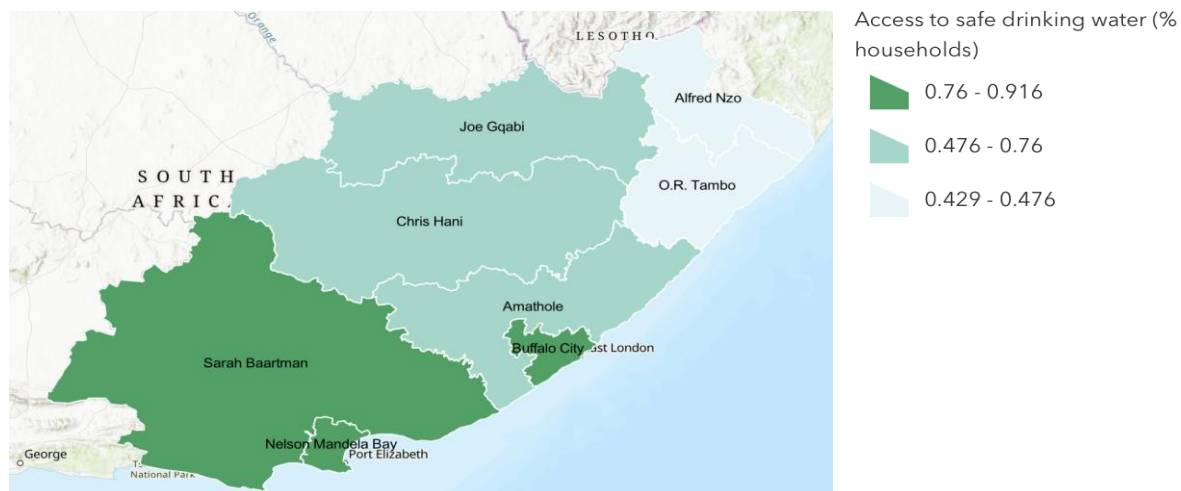 Orange
LESOTHO
Alfred Nzo
Joe Gqabi
SOUTH
AFRICA
O.R. Tambo
Chris Hani
Amathole
Buffalo City
ast London
Sarah Baartman
Nelson Mandela Bay
Port Elizabeth
George
National Park
Access to safe drinking water (%
households)
0.76 - 0.916
0.476 - 0.76
0.429 - 0.476